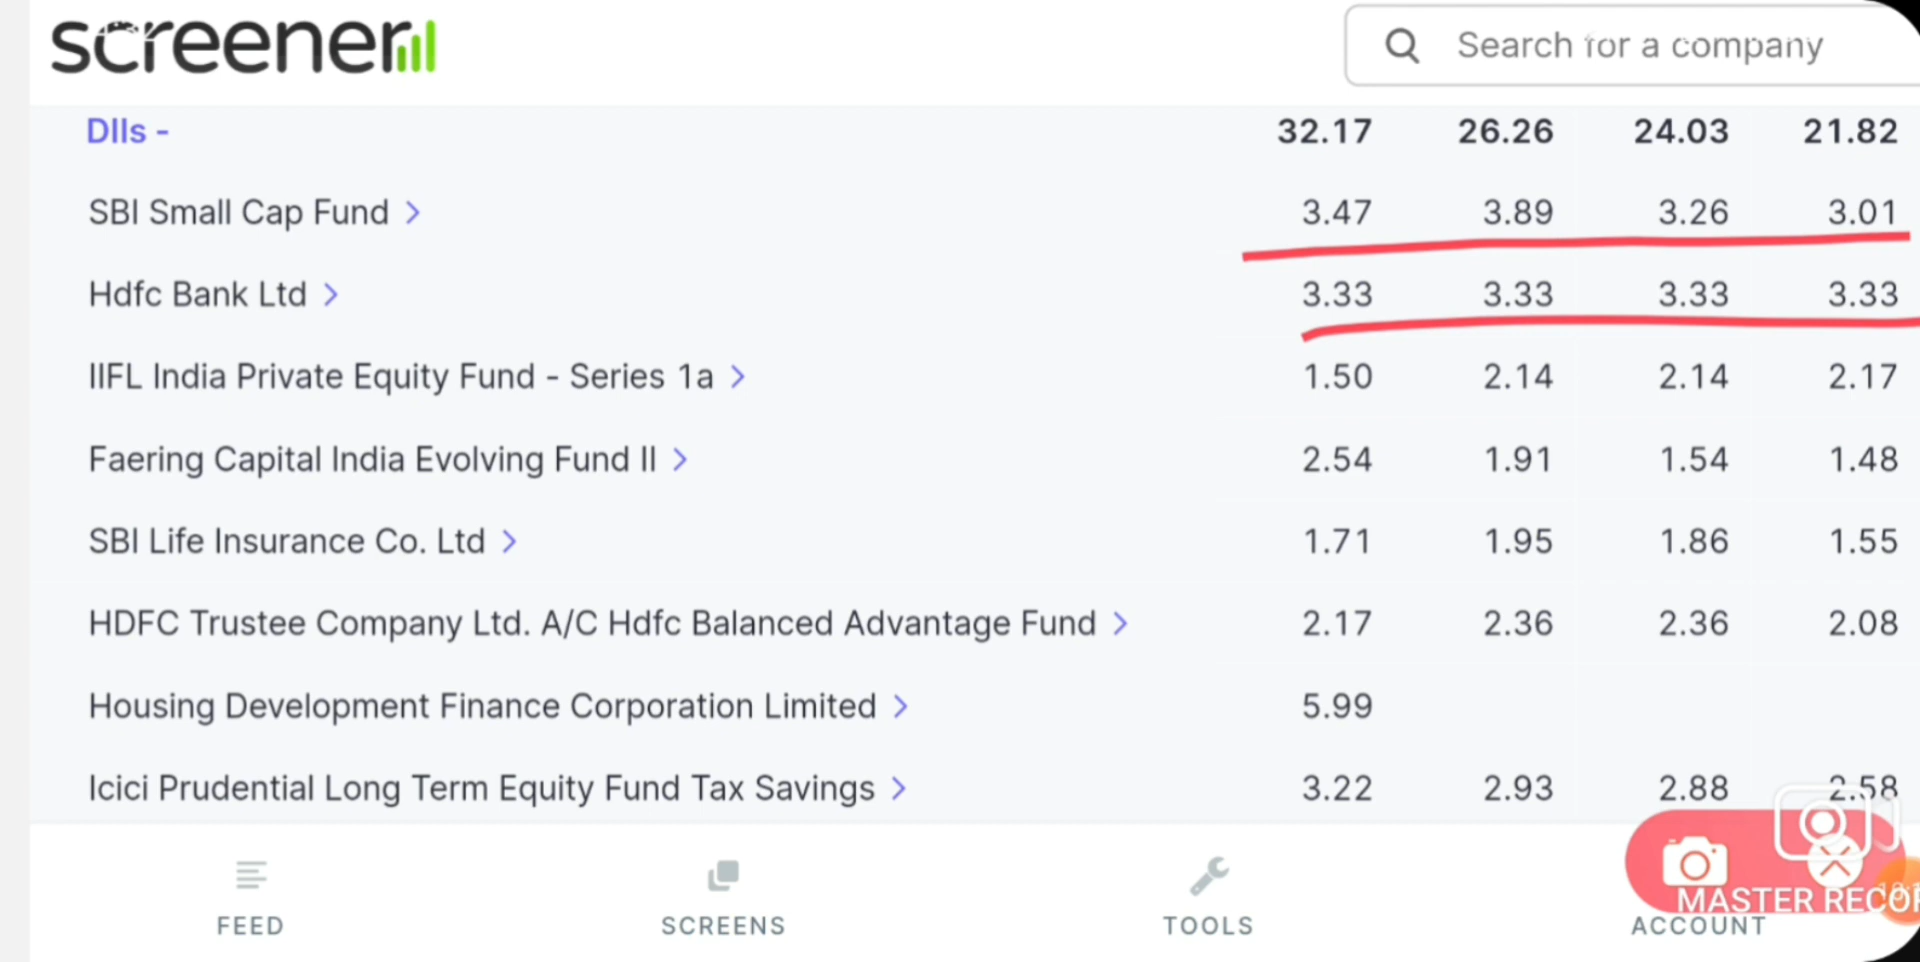 screener
Search for a company
DIIs - 32.17 26.26 24.03 21.82
SBI Small Cap Fund 3.47 3.89 3.26 3.01
Hdfc Bank Ltd 3.33 3.33 3.33 3.33
IIFL India Private Equity Fund - Series 1a 1.50 2.14 2.14 2.17
Faering Capital India Evolving Fund II 2.54 1.91 1.54 1.48
SBI Life Insurance Co. Ltd 1.71 1.95 1.86 1.55
HDFC Trustee Company Ltd. A/C Hdfc Balanced Advantage Fund 2.17 2.36 2.36 2.08
Housing Development Finance Corporation Limited 5.99
Icici Prudential Long Term Equity Fund Tax Savings 3.22 2.93 2.88 2.58
MASTER
FEED SCREENS TOOLS ACCOUNT